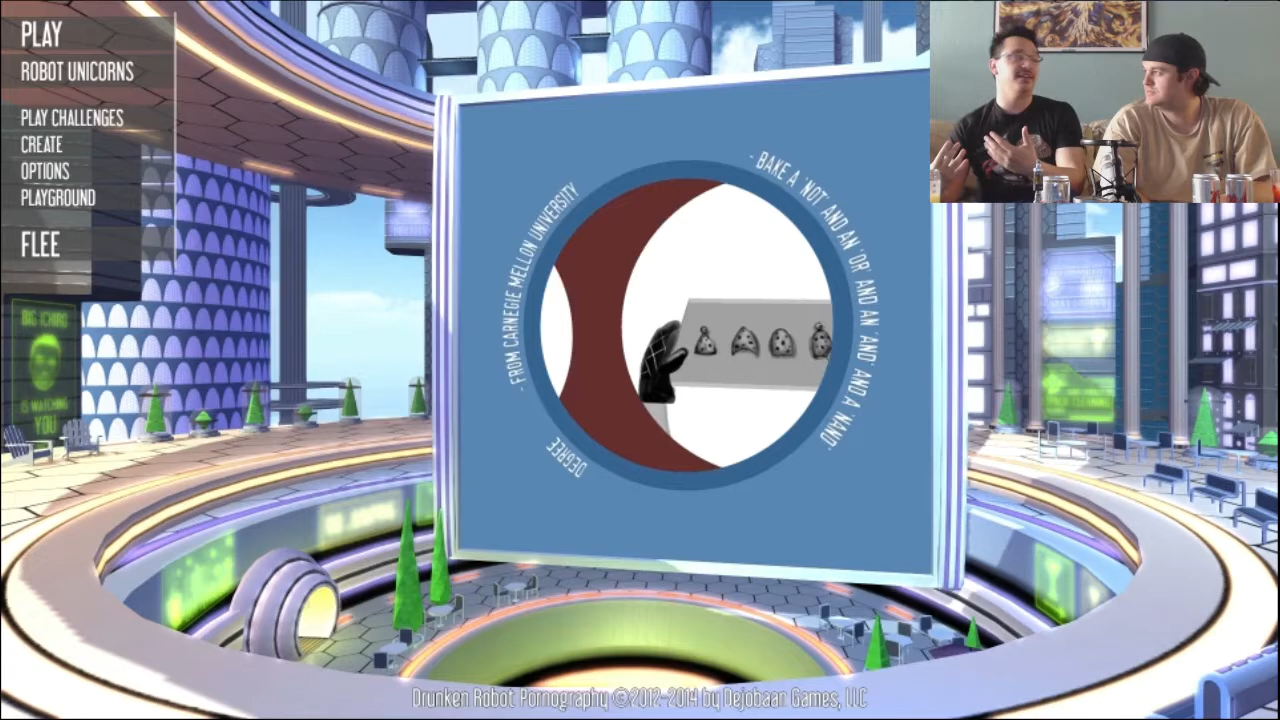 PLAY
ROBOT UNICORNS
PLAY CHALLENGES
CREATE
OPTIONS
PLAYGROUND
FLEE
BIG ICHIRO
IS WATCHING
YOU
- FROM CARNEGIE MELLON UNIVERSITY
- BAKE A 'NOT' AND AN 'OR' AND AN 'AND' AND A 'NAND'
DEGREE
Drunken Robot Pornography ©2012-2014 by Dejobaan Games, LLC